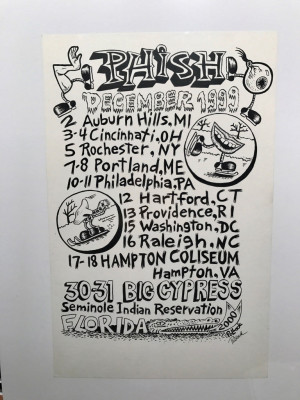 PHISH
DECEMBER 1999
2 Auburn Hills, MI
3-4 Cincinnati, OH
5 Rochester, NY
7-8 Portland, ME
10-11 Philadelphia, PA
12 Hartford, CT
13 Providence, RI
15 Washington, DC
16 Raleigh, NC
17-18 HAMPTON COLISEUM
Hampton, VA
30-31 BIG CYPRESS
Seminole Indian Reservation
FLORIDA
2000